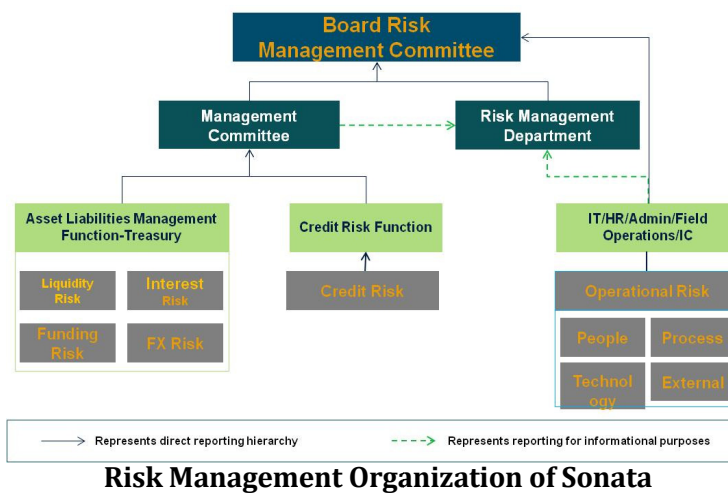 Board Risk
Management Committee
Management
Committee
Risk Management
Department
Asset Liabilities Management
Function-Treasury
Credit Risk Function
IT/HR/Admin/Field
Operations/IC
Liquidity
Risk
Interest
Risk
Credit Risk
Operational Risk
Funding
Risk
FX Risk
People
Process
Technol
ogy
External
Represents direct reporting hierarchy
Represents reporting for informational purposes
Risk Management Organization of Sonata